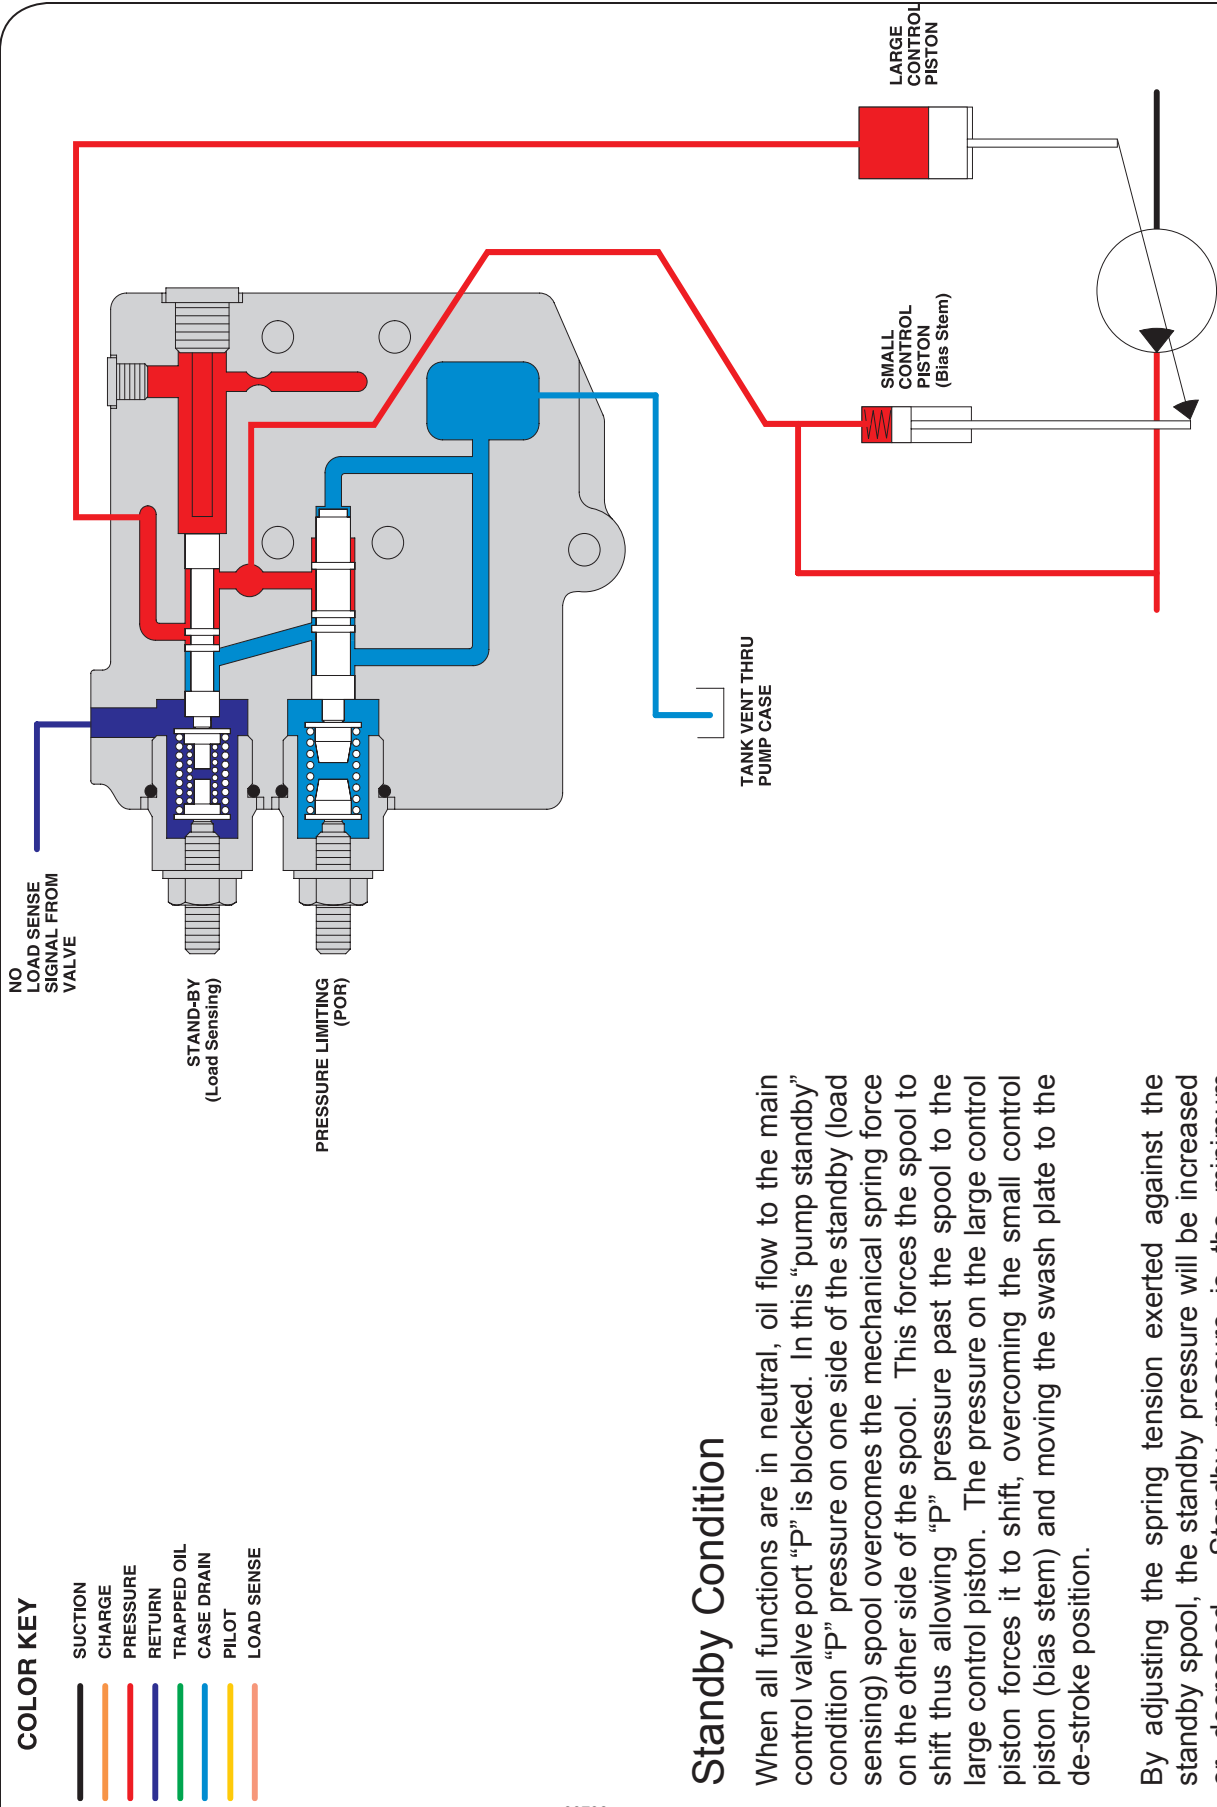 COLOR KEY
SUCTION
CHARGE
PRESSURE
RETURN
TRAPPED OIL
CASE DRAIN
PILOT
LOAD SENSE
NO
LOAD SENSE
SIGNAL FROM
VALVE
STAND-BY
(Load Sensing)
PRESSURE LIMITING
(POR)
TANK VENT THRU
PUMP CASE
LARGE
CONTROL
PISTON
SMALL
CONTROL
PISTON
(Bias Stem)
Standby Condition
When all functions are in neutral, oil flow to the main
control valve port “P” is blocked. In this “pump standby”
condition “P” pressure on one side of the standby (load
sensing) spool overcomes the mechanical spring force
on the other side of the spool. This forces the spool to
shift thus allowing “P” pressure past the spool to the
large control piston. The pressure on the large control
piston forces it to shift, overcoming the small control
piston (bias stem) and moving the swash plate to the
de-stroke position.
By adjusting the spring tension exerted against the
standby spool, the standby pressure will be increased
or decreased. Standby pressure is the minimum